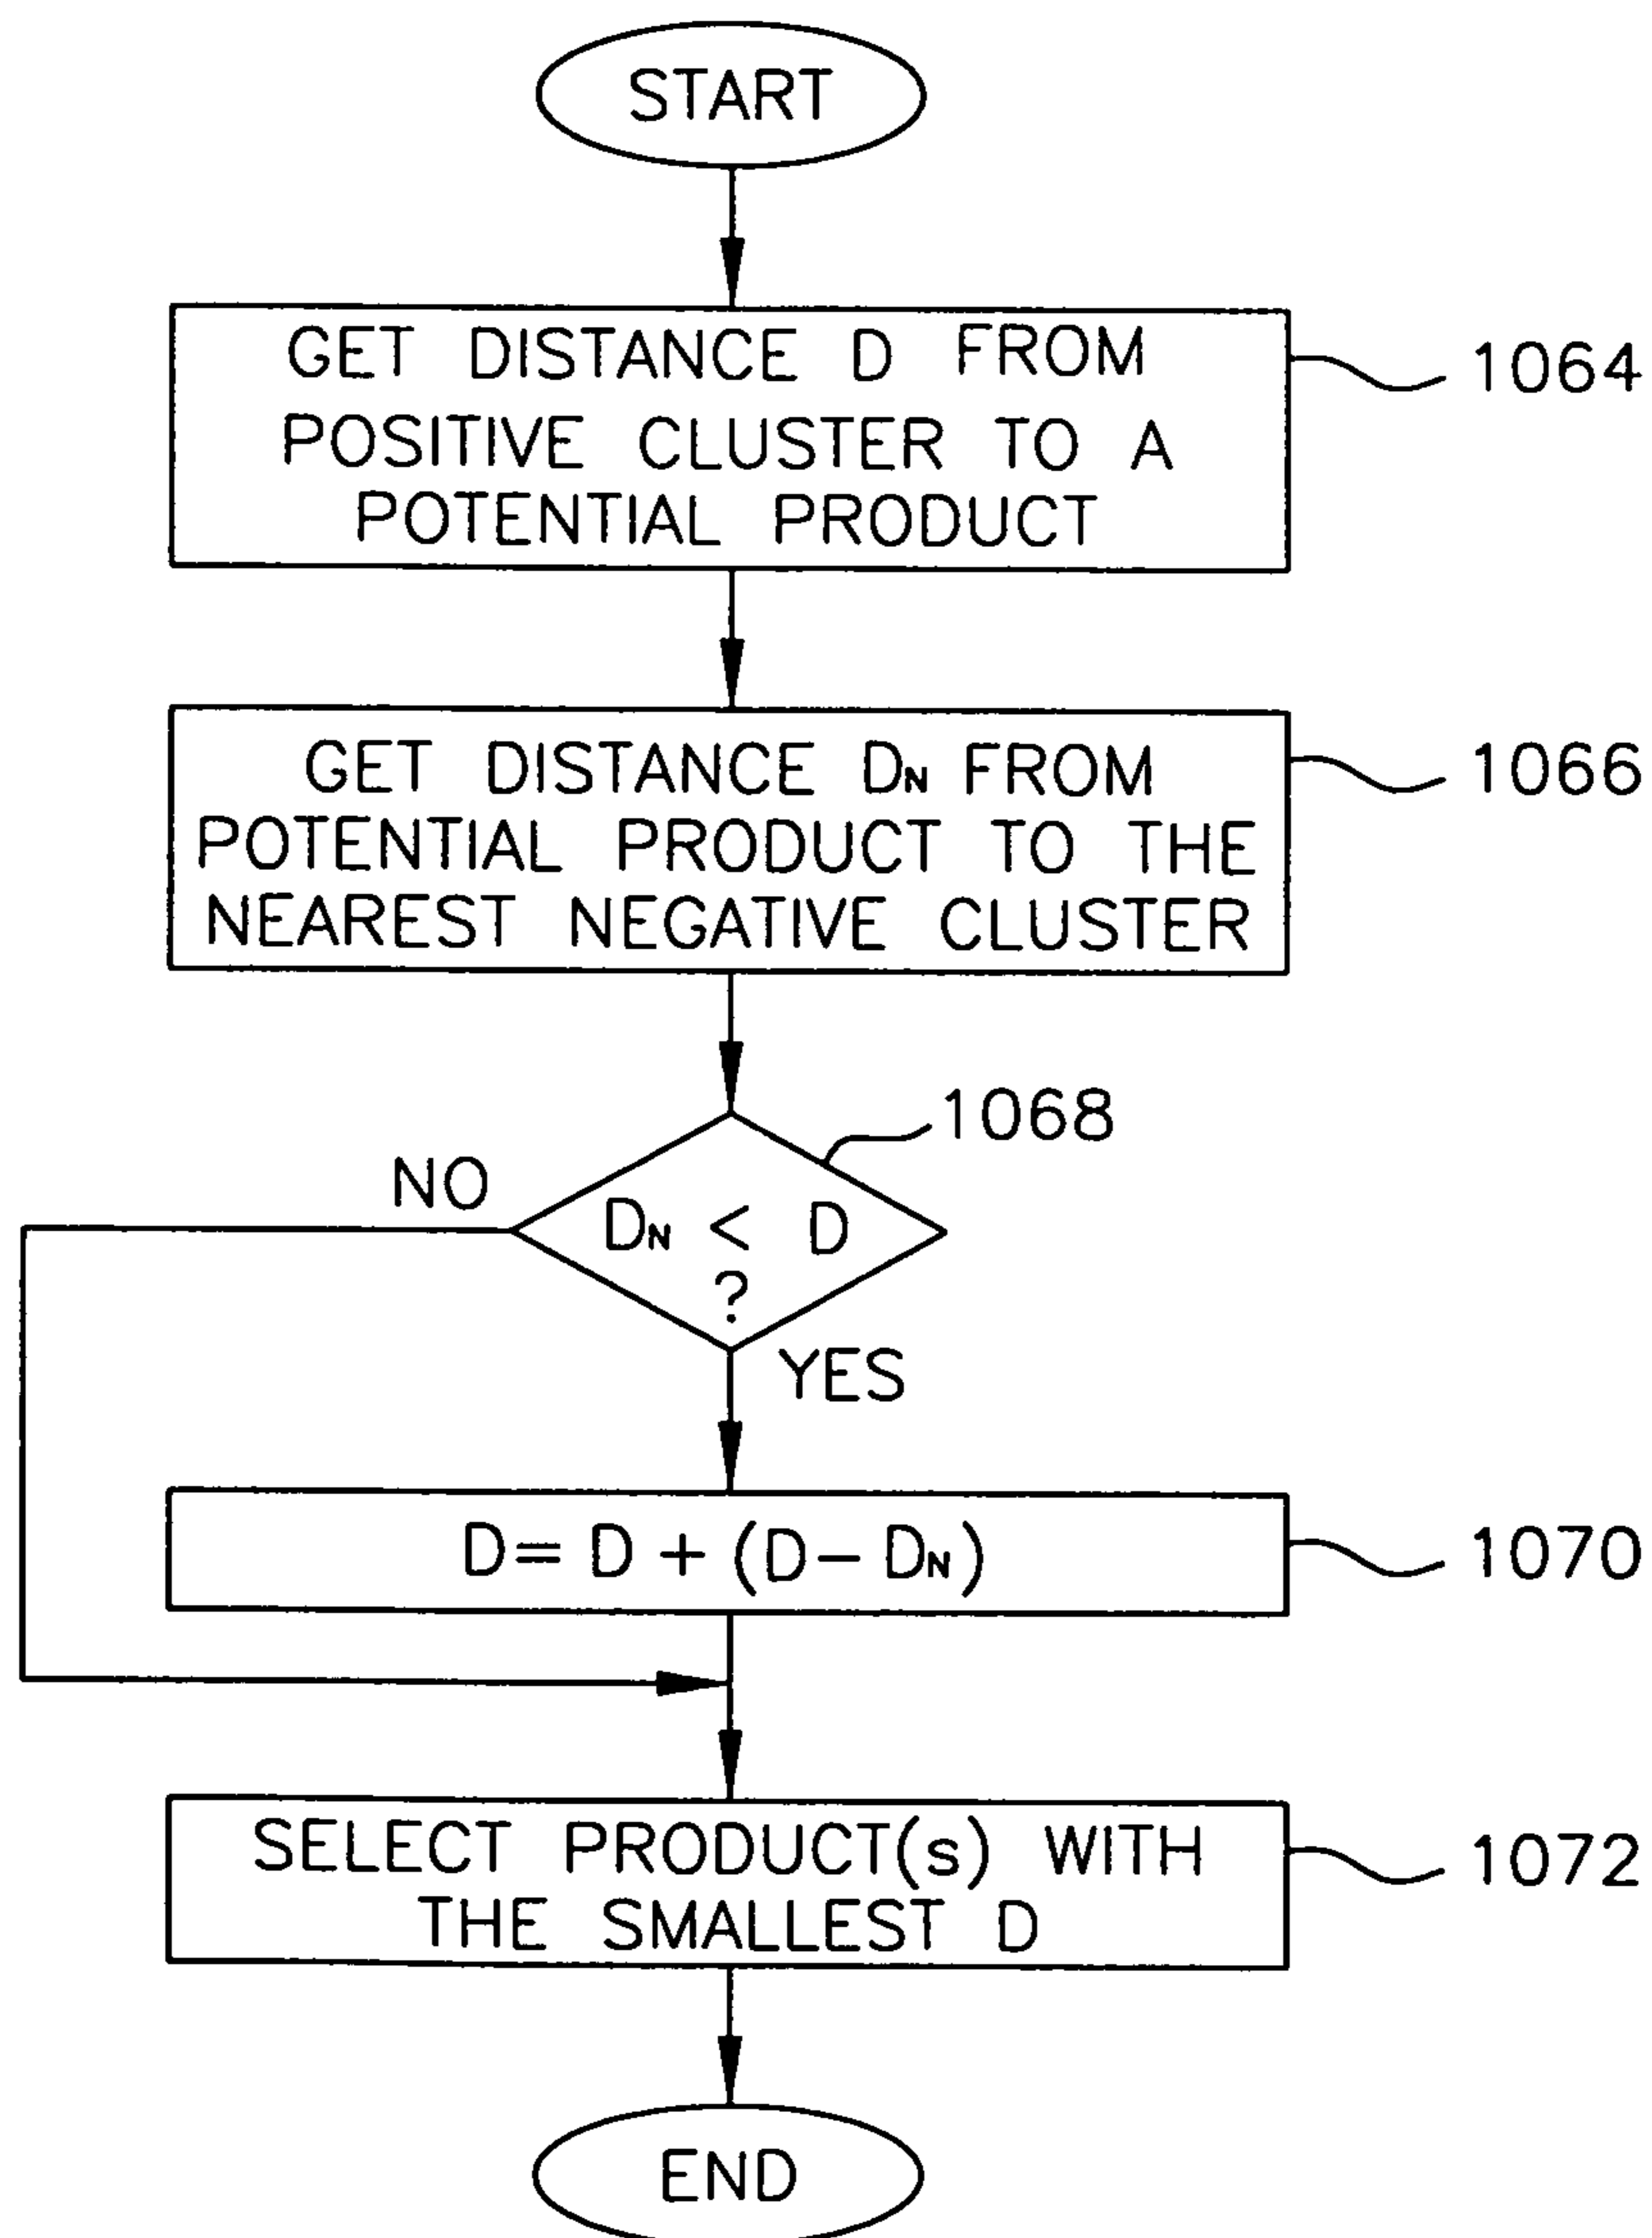 START
GET DISTANCE D FROM
POSITIVE CLUSTER TO A
POTENTIAL PRODUCT
1064
GET DISTANCE DN FROM
POTENTIAL PRODUCT TO THE
NEAREST NEGATIVE CLUSTER
1066
1068
NO
DN < D
?
YES
D= D + (D- DN)
1070
SELECT PRODUCT(s) WITH
THE SMALLEST D
1072
END